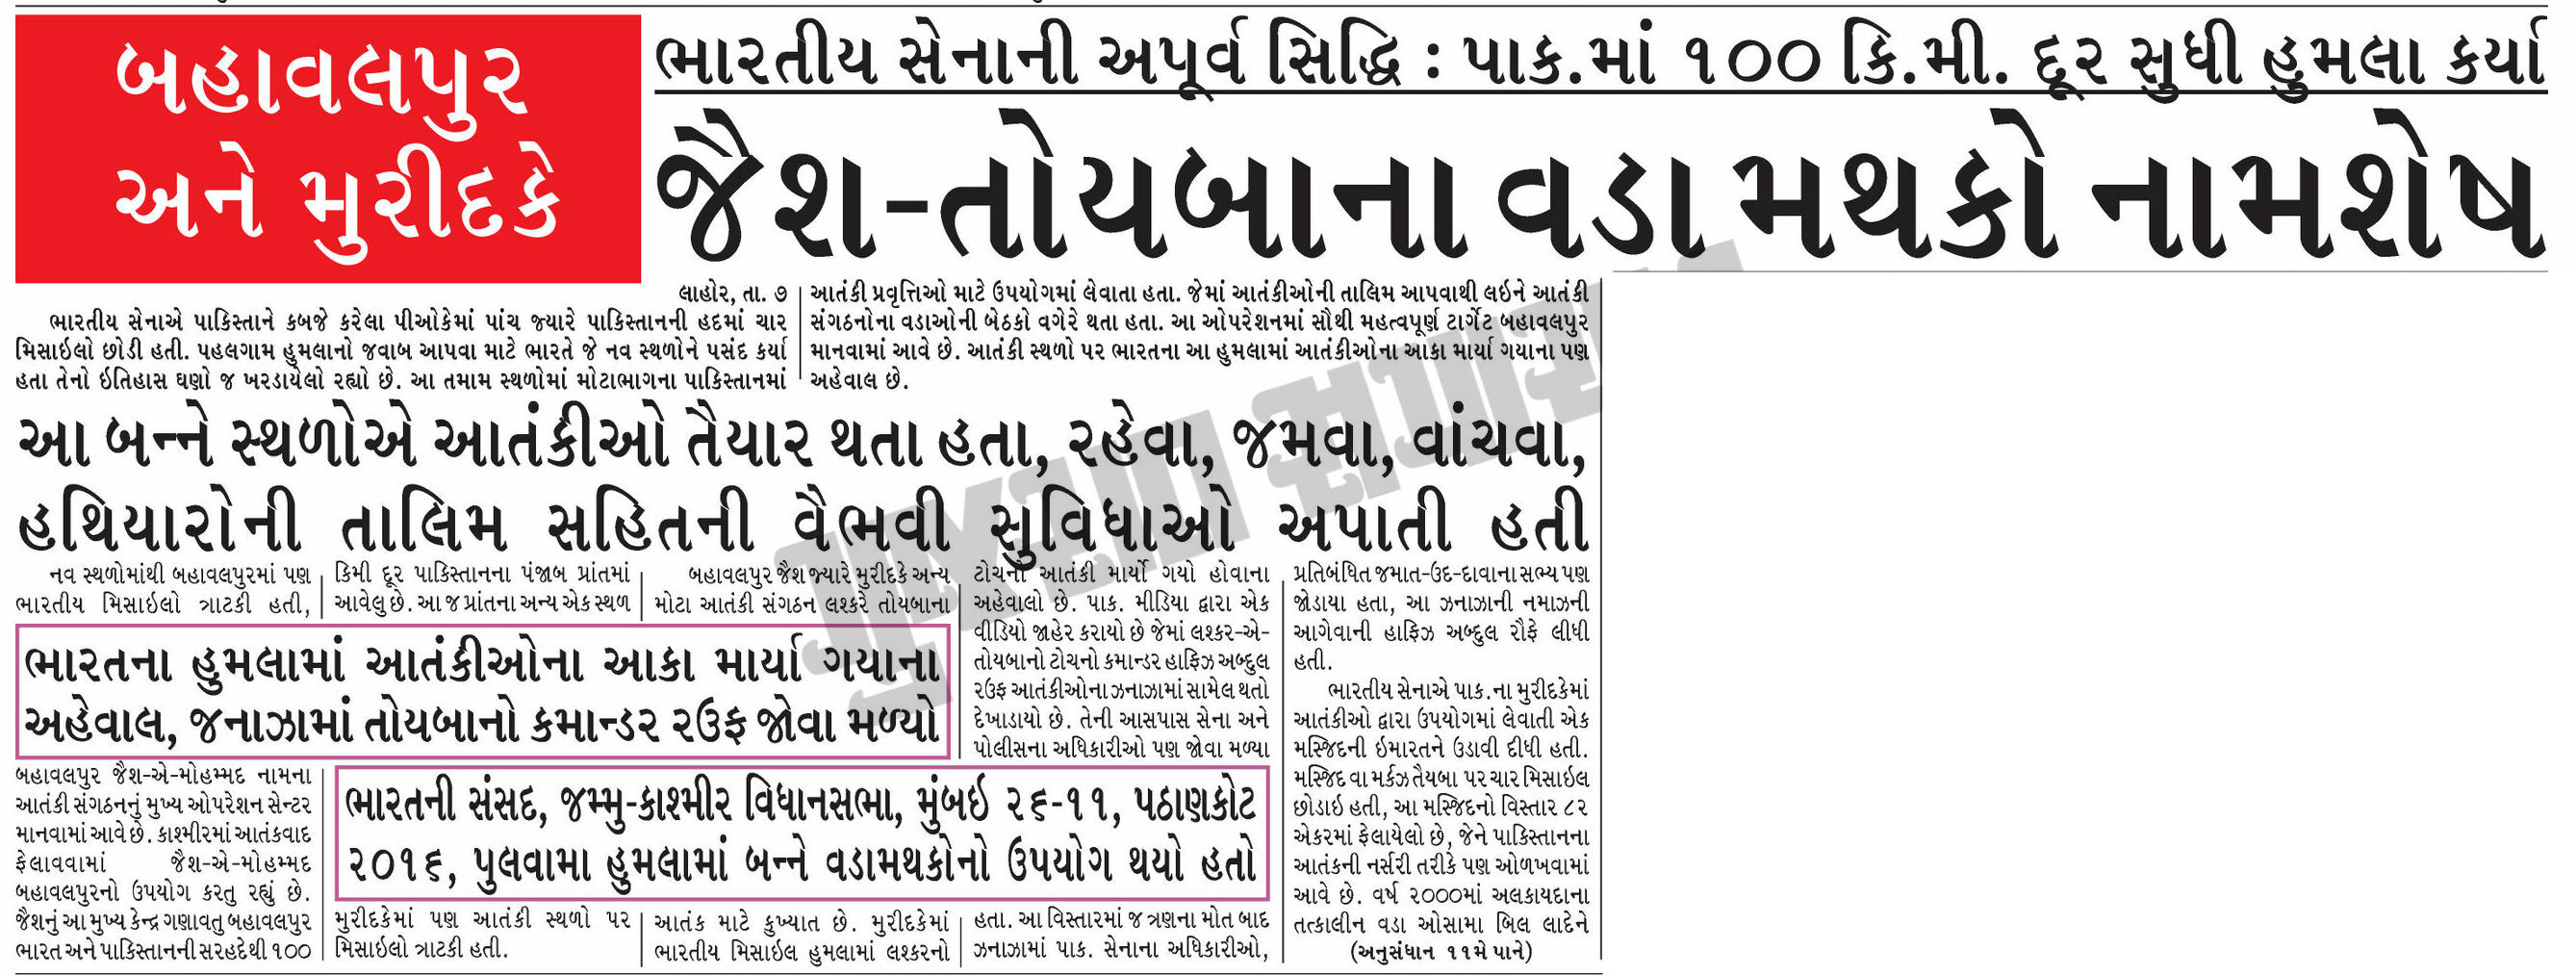 બહાવલપુર
અને મુરીદકે
ભારતીય સેનાની અપૂર્વ સિદ્ધિ : પાક.માં ૧૦૦ કિ.મી. દૂર સુધી હુમલા કર્યા
જૈશ-તોયબાના વડા મથકો નામશેષ
લાહોર, તા. ૭
ભારતીય સેનાએ પાકિસ્તાને કબજે કરેલા પીઓકેમાં પાંચ જ્યારે પાકિસ્તાનની હદમાં ચાર
મિસાઇલો છોડી હતી. પહલગામ હુમલાનો જવાબ આપવા માટે ભારતે જે નવ સ્થળોને પસંદ કર્યા
હતા તેનો ઇતિહાસ ઘણો જ ખરડાયેલો રહ્યો છે. આ તમામ સ્થળોમાં મોટાભાગના પાકિસ્તાનમાં
આતંકી પ્રવૃત્તિઓ માટે ઉપયોગમાં લેવાતા હતા. જેમાં આતંકીઓની તાલિમ આપવાથી લઇને આતંકી
સંગઠનોના વડાઓની બેઠકો વગેરે થતા હતા. આ ઓપરેશનમાં સૌથી મહત્વપૂર્ણ ટાર્ગેટ બહાવલપુર
માનવામાં આવે છે. આતંકી સ્થળો પર ભારતના આ હુમલામાં આતંકીઓના આકા માર્યા ગયાના પણ
અહેવાલ છે.
આ બન્ને સ્થળોએ આતંકીઓ તૈયાર થતા હતા, રહેવા, જમવા, વાંચવા,
હથિયારોની તાલિમ સહિતની વૈભવી સુવિધાઓ અપાતી હતી
નવ સ્થળોમાંથી બહાવલપુરમાં પણ
ભારતીય મિસાઇલો ત્રાટકી હતી,
ભારતના હુમલામાં આતંકીઓના આકા માર્યા ગયાના
અહેવાલ, જનાઝામાં તોયબાનો કમાન્ડર રઉફ જોવા મળ્યો
બહાવલપુર જૈશ-એ-મોહમ્મદ નામના
આતંકી સંગઠનનું મુખ્ય ઓપરેશન સેન્ટર
માનવામાં આવે છે. કાશ્મીરમાં આતંકવાદ
ફેલાવવામાં જૈશ-એ-મોહમ્મદ
બહાવલપુરનો ઉપયોગ કરતુ રહ્યું છે.
જૈશનું આ મુખ્ય કેન્દ્ર ગણાવતુ બહાવલપુર
ભારત અને પાકિસ્તાનની સરહદેથી ૧૦૦
કિમી દૂર પાકિસ્તાનના પંજાબ પ્રાંતમાં
આવેલુ છે. આ જ પ્રાંતના અન્ય એક સ્થળ
ભારતની સંસદ, જમ્મુ-કાશ્મીર વિધાનસભા, મુંબઇ ૨૬-૧૧, પઠાણકોટ
૨૦૧૬, પુલવામા હુમલામાં બન્ને વડામથકોનો ઉપયોગ થયો હતો
મુરીદકેમાં પણ આતંકી સ્થળો પર
મિસાઇલો ત્રાટકી હતી.
બહાવલપુર જૈશ જ્યારે મુરીદકે અન્ય
મોટા આતંકી સંગઠન લશ્કરે તોયબાના
આતંક માટે કુખ્યાત છે. મુરીદકેમાં
ભારતીય મિસાઇલ હુમલામાં લશ્કરનો
ટોચનો આતંકી માર્યો ગયો હોવાના
અહેવાલો છે. પાક. મીડિયા દ્વારા એક
વીડિયો જાહેર કરાયો છે જેમાં લશ્કર-એ-
તોયબાનો ટોચનો કમાન્ડર હાફિઝ અબ્દુલ
રઉફ આતંકીઓના ઝનાઝામાં સામેલ થતો
દેખાડાયો છે. તેની આસપાસ સેના અને
પોલીસના અધિકારીઓ પણ જોવા મળ્યા
હતા. આ વિસ્તારમાં જ ત્રણના મોત બાદ
ઝનાઝામાં પાક. સેનાના અધિકારીઓ,
પ્રતિબંધિત જમાત-ઉદ-દાવાના સભ્ય પણ
જોડાયા હતા, આ ઝનાઝાની નમાઝની
આગેવાની હાફિઝ અબ્દુલ રૌફે લીધી
હતી.
ભારતીય સેનાએ પાક.ના મુરીદકેમાં
આતંકીઓ દ્વારા ઉપયોગમાં લેવાતી એક
મસ્જિદની ઇમારતને ઉડાવી દીધી હતી.
મસ્જિદ વા મર્કઝ તૈયબા પર ચાર મિસાઇલ
છોડાઇ હતી, આ મસ્જિદનો વિસ્તાર ૮૨
એકરમાં ફેલાયેલો છે, જેને પાકિસ્તાનના
આતંકની નર્સરી તરીકે પણ ઓળખવામાં
આવે છે. વર્ષ ૨૦૦૦માં અલકાયદાના
તત્કાલીન વડા ઓસામા બિલ લાદેને
(અનુસંધાન ૧૧મે પાને)
ગુજરાત સમાચાર